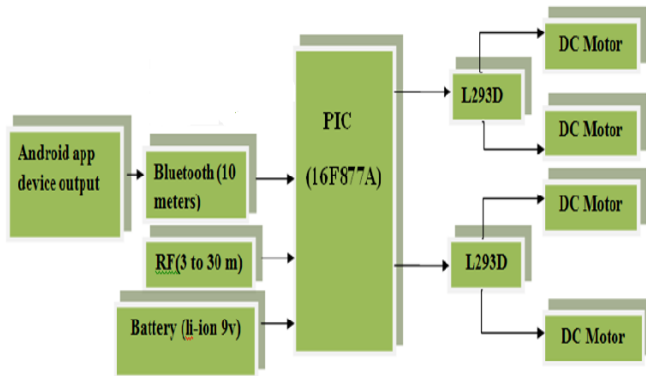 Android app
device output
Bluetooth (10
meters)
RF(3 to 30 m)
Battery (li-ion 9v)
PIC
(16F877A)
L293D
L293D
DC Motor
DC Motor
DC Motor
DC Motor